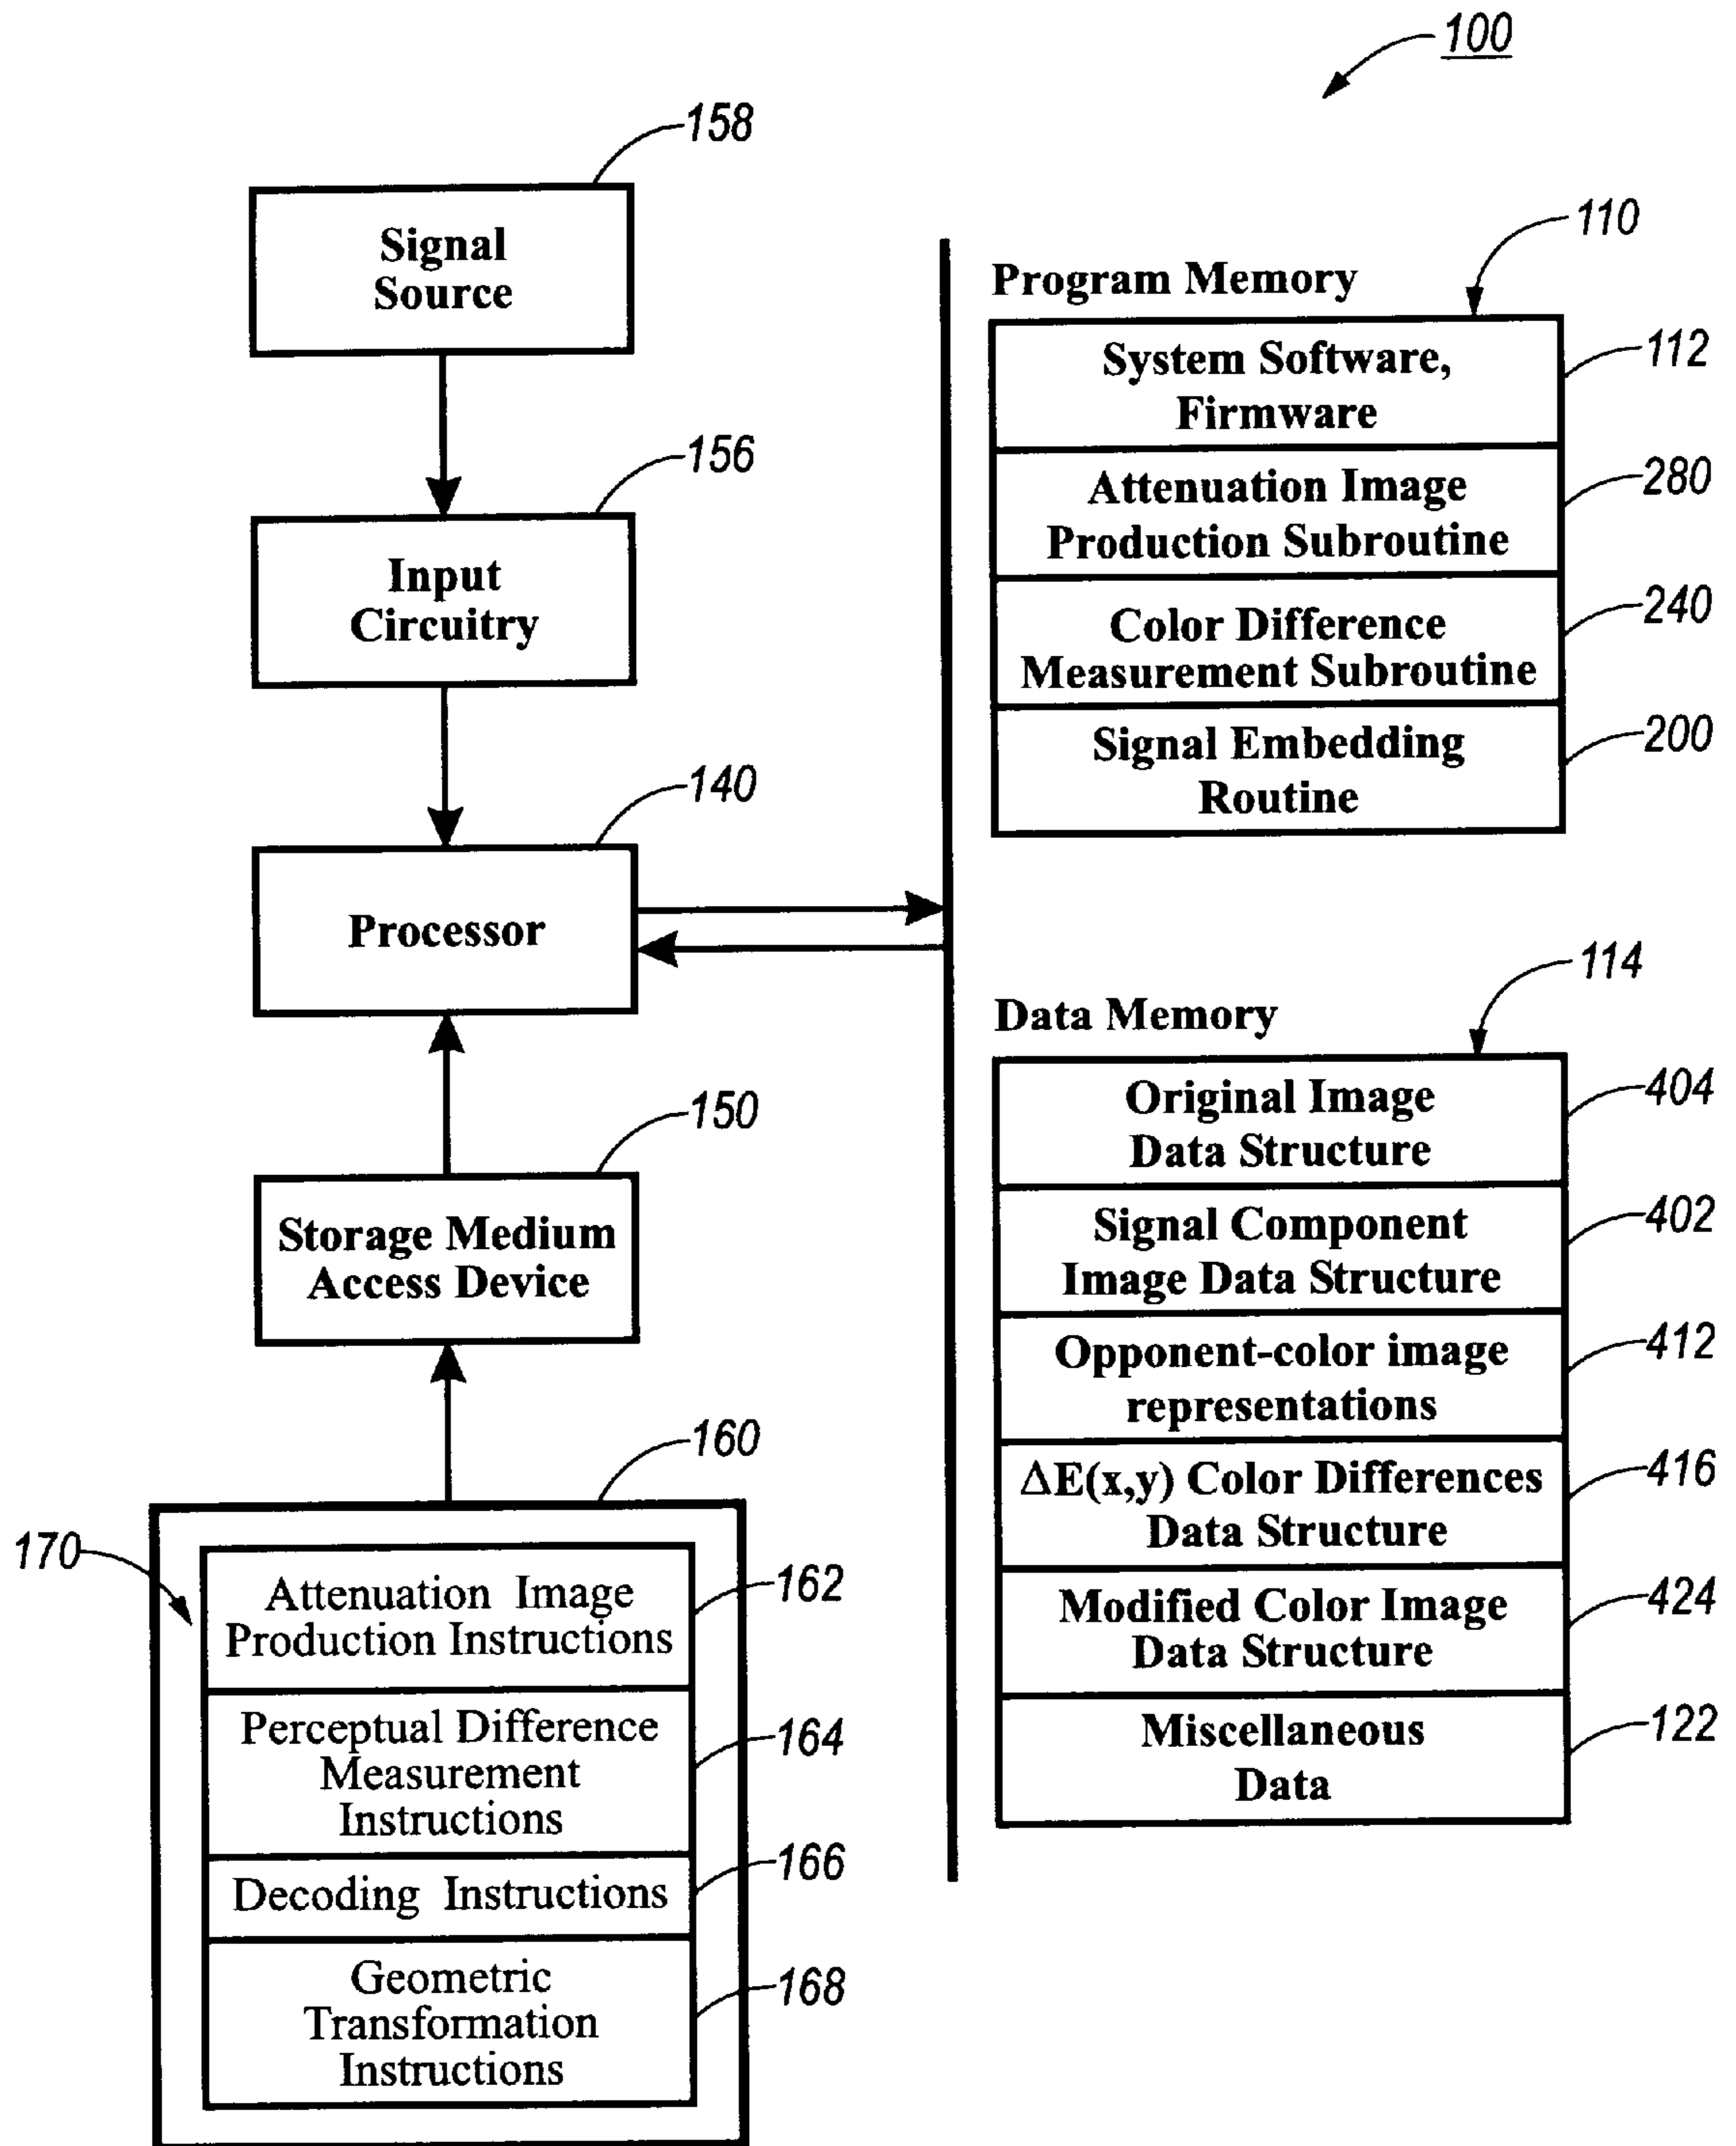 100
158
Signal
Source
156
Input
Circuitry
140
Processor
150
Storage Medium
Access Device
160
170
Attenuation Image
Production Instructions
162
Perceptual Difference
Measurement
Instructions
164
Decoding Instructions
166
Geometric
Transformation
Instructions
168
110
Program Memory
System Software,
Firmware
112
Attenuation Image
Production Subroutine
280
Color Difference
Measurement Subroutine
240
Signal Embedding
Routine
200
114
Data Memory
Original Image
Data Structure
404
Signal Component
Image Data Structure
402
Opponent-color image
representations
412
ΔE(x,y) Color Differences
Data Structure
416
Modified Color Image
Data Structure
424
Miscellaneous
Data
122